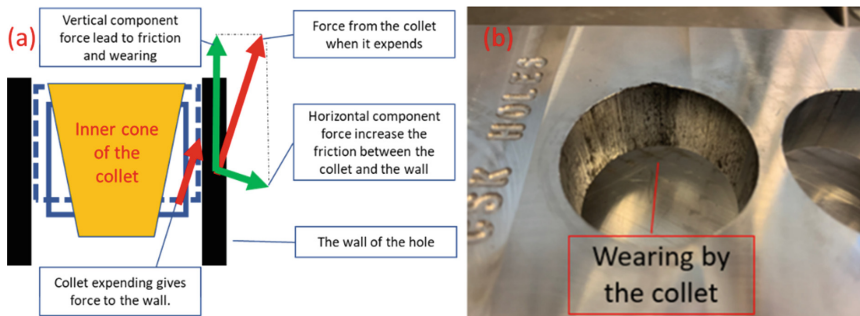 (a)
Vertical component
force lead to friction
and wearing
Force from the collet
when it expends
Inner cone
of the
collet
Horizontal component
force increase the
friction between the
collet and the wall
The wall of the hole
Collet expending gives
force to the wall.
(b)
CSK HOLES
Wearing by
the collet